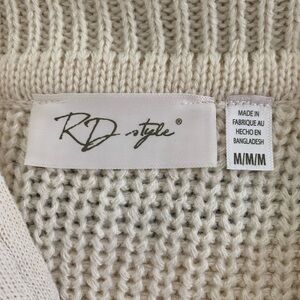 RD style®
MADE IN
FABRIQUE AU
HECHO EN
BANGLADESH
M/M/M